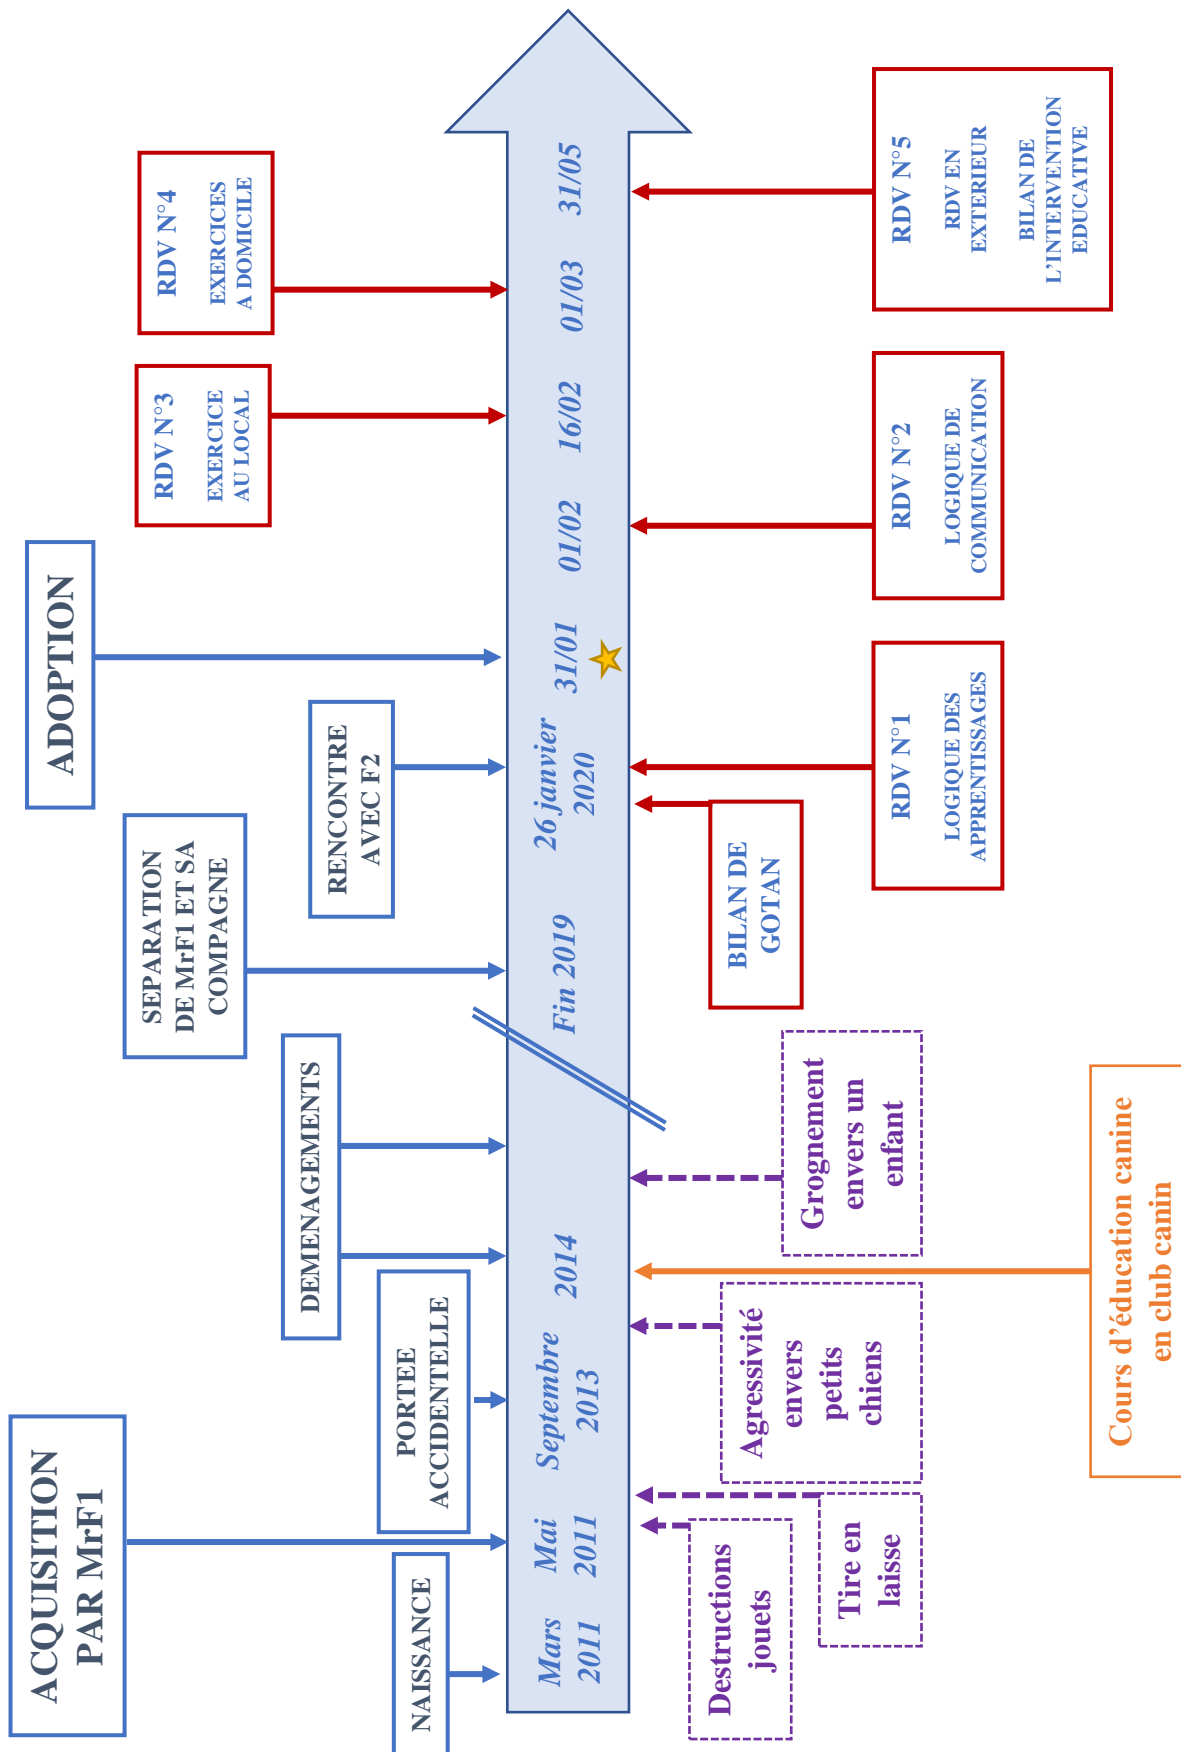 ACQUISITION
PAR MrF1
NAISSANCE
PORTEE
ACCIDENTELLE
DEMENAGEMENTS
SEPARATION
DE MrF1 ET SA
COMPAGNE
RENCONTRE
AVEC F2
ADOPTION
RDV N°3
EXERCICE
AU LOCAL
RDV N°4
EXERCICES
A DOMICILE
Mars
2011
Mai
2011
Septembre
2013
2014
Fin 2019
26 janvier
2020
31/01
01/02
16/02
01/03
31/05
Destructions
jouets
Tire en
laisse
Agressivité
envers
petits
chiens
Cours d'éducation canine
en club canin
Grognement
envers un
enfant
BILAN DE
GOTAN
RDV N°1
LOGIQUE DES
APPRENTISSAGES
RDV N°2
LOGIQUE DE
COMMUNICATION
RDV N°5
RDV EN
EXTERIEUR
BILAN DE
L'INTERVENTION
EDUCATIVE